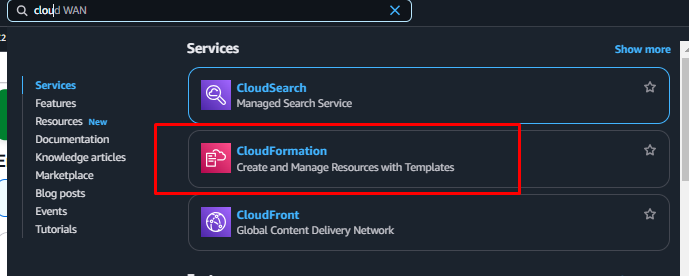 cloud WAN
Services
Show more
Services
Features
Resources New
Documentation
Knowledge articles
Marketplace
Blog posts
Events
Tutorials
CloudSearch
Managed Search Service
CloudFormation
Create and Manage Resources with Templates
CloudFront
Global Content Delivery Network